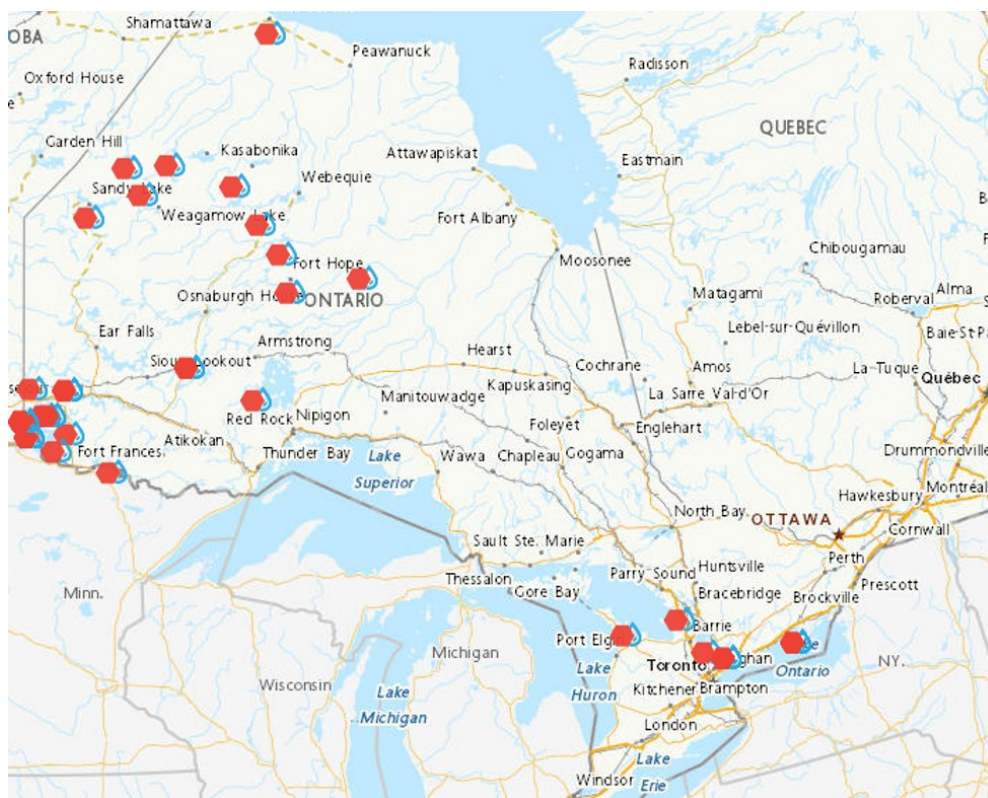 Shamattawa
OBA
Peawanuck
Radisson
Oxford House
QUEBEC
Garden Hill
Kasabonika
Attawapiskat
Eastmain
Webequie
Sandy Lake
Weagamow Lake
Fort Albany
Chibougamau
Moosonee
Fort Hope
Osnaburgh House
ONTARIO
Matagami
Alma
Roberval
Ear Falls
Lebel-sur-Quévillon
Baie-St-Pa
Armstrong
Hearst
Sioux Lookout
Cochrane
Amos
La-Tuque
Québec
Kapuskasing
Manitouwadge
La Sarre
Val-d'Or
Red Rock
Nipigon
Foleyet
Englehart
Atikokan
Fort Frances
Thunder Bay
Lake
Superior
Wawa
Chapleau
Gogama
Drummondville
Montréal
Hawkesbury
North Bay
OTTAWA
Cornwall
Sault Ste. Marie
Perth
Minn.
Thessalon
Gore Bay
Parry Sound
Huntsville
Bracebridge
Prescott
Brockville
Port Elgin
Barrie
Michigan
Toronto
ghan
Lake
Ontario
NY.
Lake
Huron
Wisconsin
Lake
Michigan
Kitchener
Brampton
London
Lake
Erie
Windsor